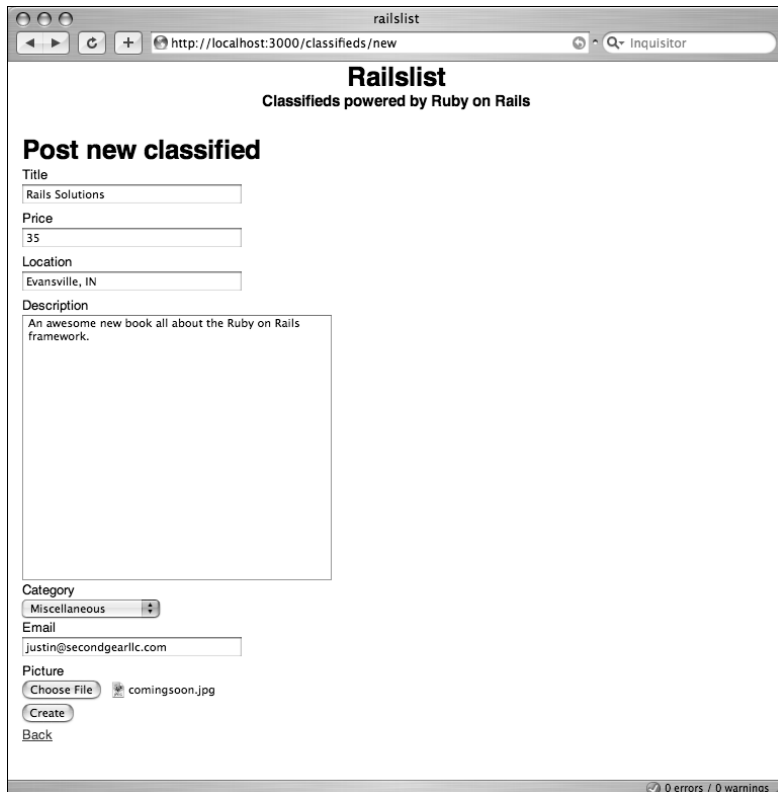 railslist
http://localhost:3000/classifieds/new
Inquisitor
Railslist
Classifieds powered by Ruby on Rails
Post new classified
Title
Rails Solutions
Price
35
Location
Evansville, IN
Description
An awesome new book all about the Ruby on Rails
framework.
Category
Miscellaneous
Email
justin@secondgearllc.com
Picture
Choose File comingsoon.jpg
Create
Back
0 errors / 0 warnings